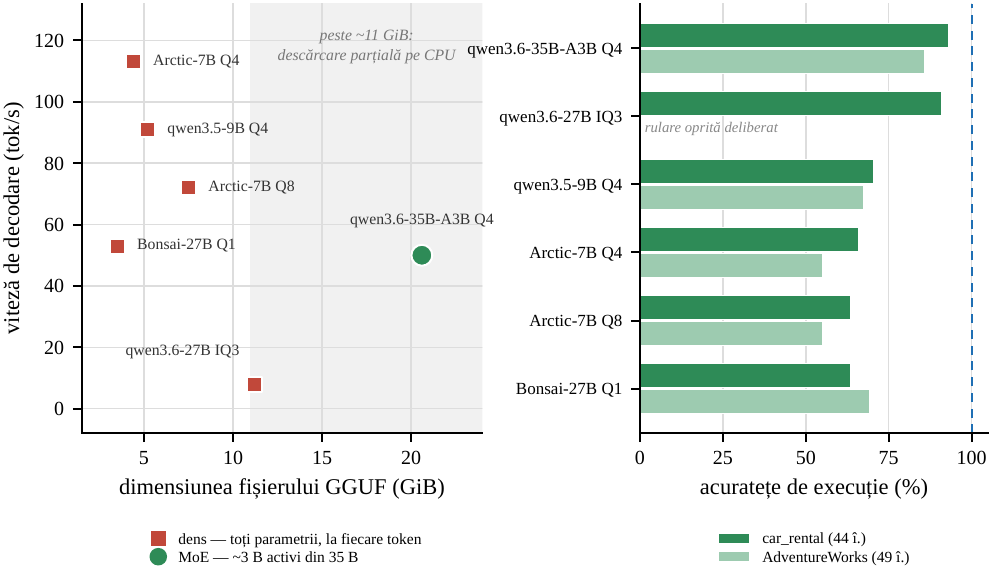 120
100
80
60
40
20
0
viteză de decodare (tok/s)
peste ~11 GiB:
descărcare parțială pe CPU
Arctic-7B Q4
qwen3.5-9B Q4
Arctic-7B Q8
qwen3.6-35B-A3B Q4
Bonsai-27B Q1
qwen3.6-27B IQ3
5 10 15 20
dimensiunea fișierului GGUF (GiB)
dens — toți parametrii, la fiecare token
MoE — ~3 B activi din 35 B
qwen3.6-35B-A3B Q4
qwen3.6-27B IQ3
rulare oprită deliberat
qwen3.5-9B Q4
Arctic-7B Q4
Arctic-7B Q8
Bonsai-27B Q1
0 25 50 75 100
acuratețe de execuție (%)
car_rental (44 î.)
AdventureWorks (49 î.)